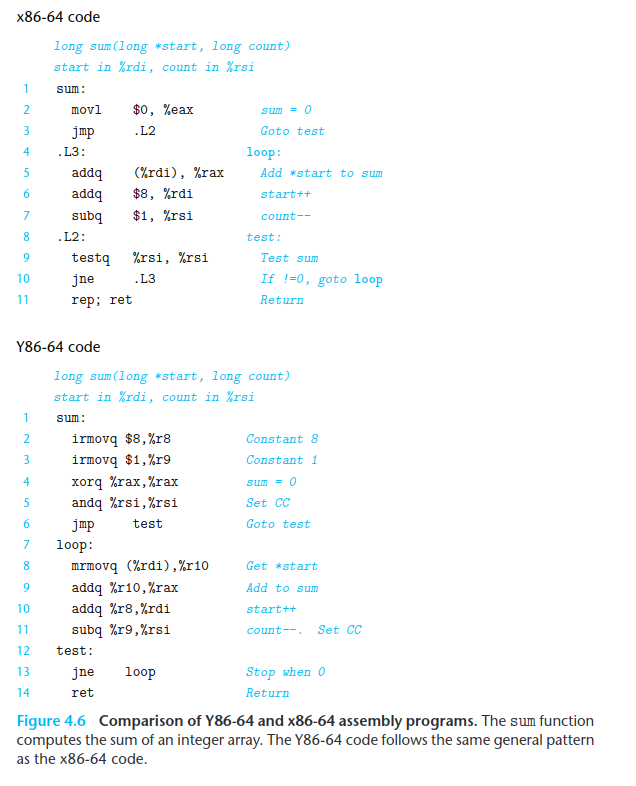 x86-64 code
long sum(long *start, long count)
start in %rdi, count in %rsi
1 sum:
2 movl $0, %eax sum = 0
3 jmp .L2 Goto test
4 .L3: loop:
5 addq (%rdi), %rax Add *start to sum
6 addq $8, %rdi start++
7 subq $1, %rsi count--
8 .L2: test:
9 testq %rsi, %rsi Test sum
10 jne .L3 If !=0, goto loop
11 rep; ret Return
Y86-64 code
long sum(long *start, long count)
start in %rdi, count in %rsi
1 sum:
2 irmovq $8,%r8 Constant 8
3 irmovq $1,%r9 Constant 1
4 xorq %rax,%rax sum = 0
5 andq %rsi,%rsi Set CC
6 jmp test Goto test
7 loop:
8 mrmovq (%rdi),%r10 Get *start
9 addq %r10,%rax Add to sum
10 addq %r8,%rdi start++
11 subq %r9,%rsi count--. Set CC
12 test:
13 jne loop Stop when 0
14 ret Return
Figure 4.6 Comparison of Y86-64 and x86-64 assembly programs. The sum function
computes the sum of an integer array. The Y86-64 code follows the same general pattern
as the x86-64 code.